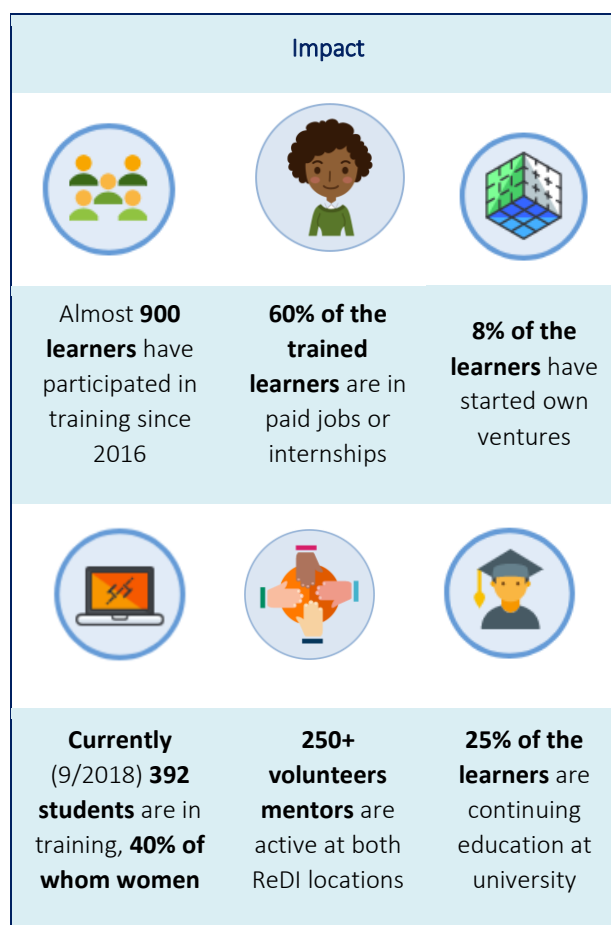 Impact
Almost 900
learners have
participated in
training since
2016
60% of the
trained
learners are in
paid jobs or
internships
8% of the
learners have
started own
ventures
Currently
(9/2018) 392
students are in
training, 40% of
whom women
250+
volunteers
mentors are
active at both
ReDI locations
25% of the
learners are
continuing
education at
university